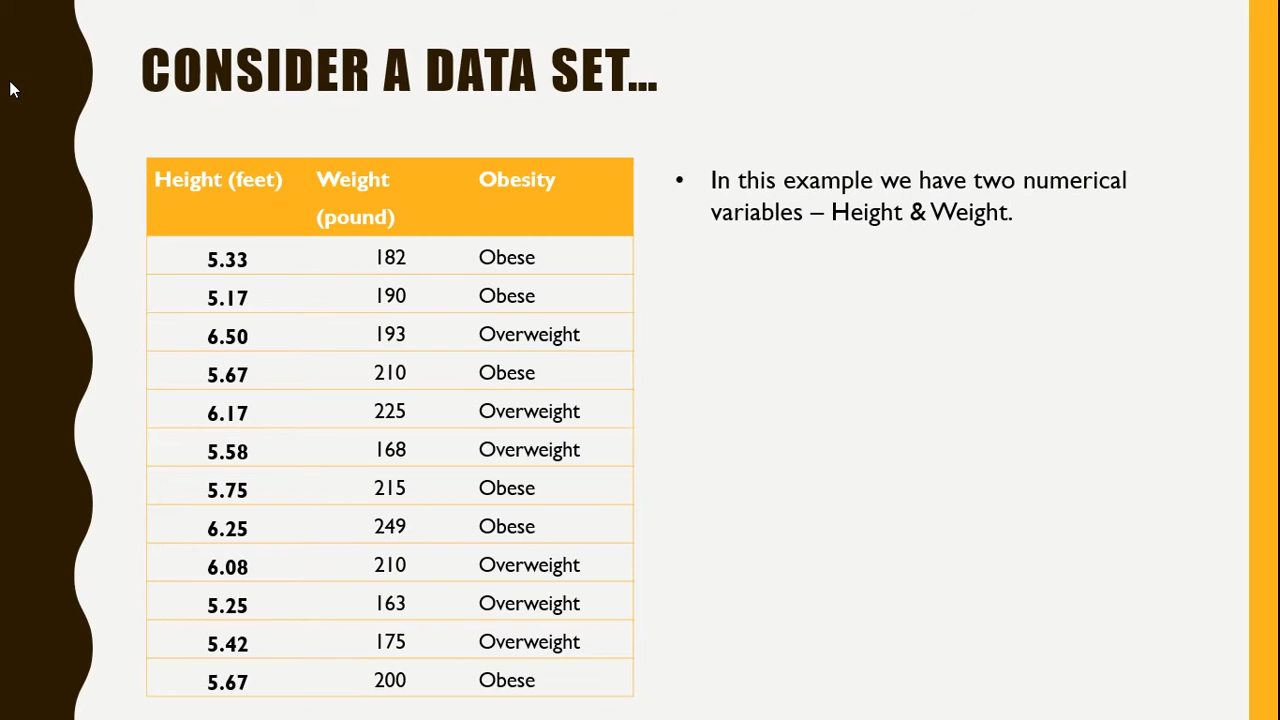 CONSIDER A DATA SET...
Height (feet) Weight (pound) Obesity
5.33 182 Obese
5.17 190 Obese
6.50 193 Overweight
5.67 210 Obese
6.17 225 Overweight
5.58 168 Overweight
5.75 215 Obese
6.25 249 Obese
6.08 210 Overweight
5.25 163 Overweight
5.42 175 Overweight
5.67 200 Obese
• In this example we have two numerical
variables – Height & Weight.